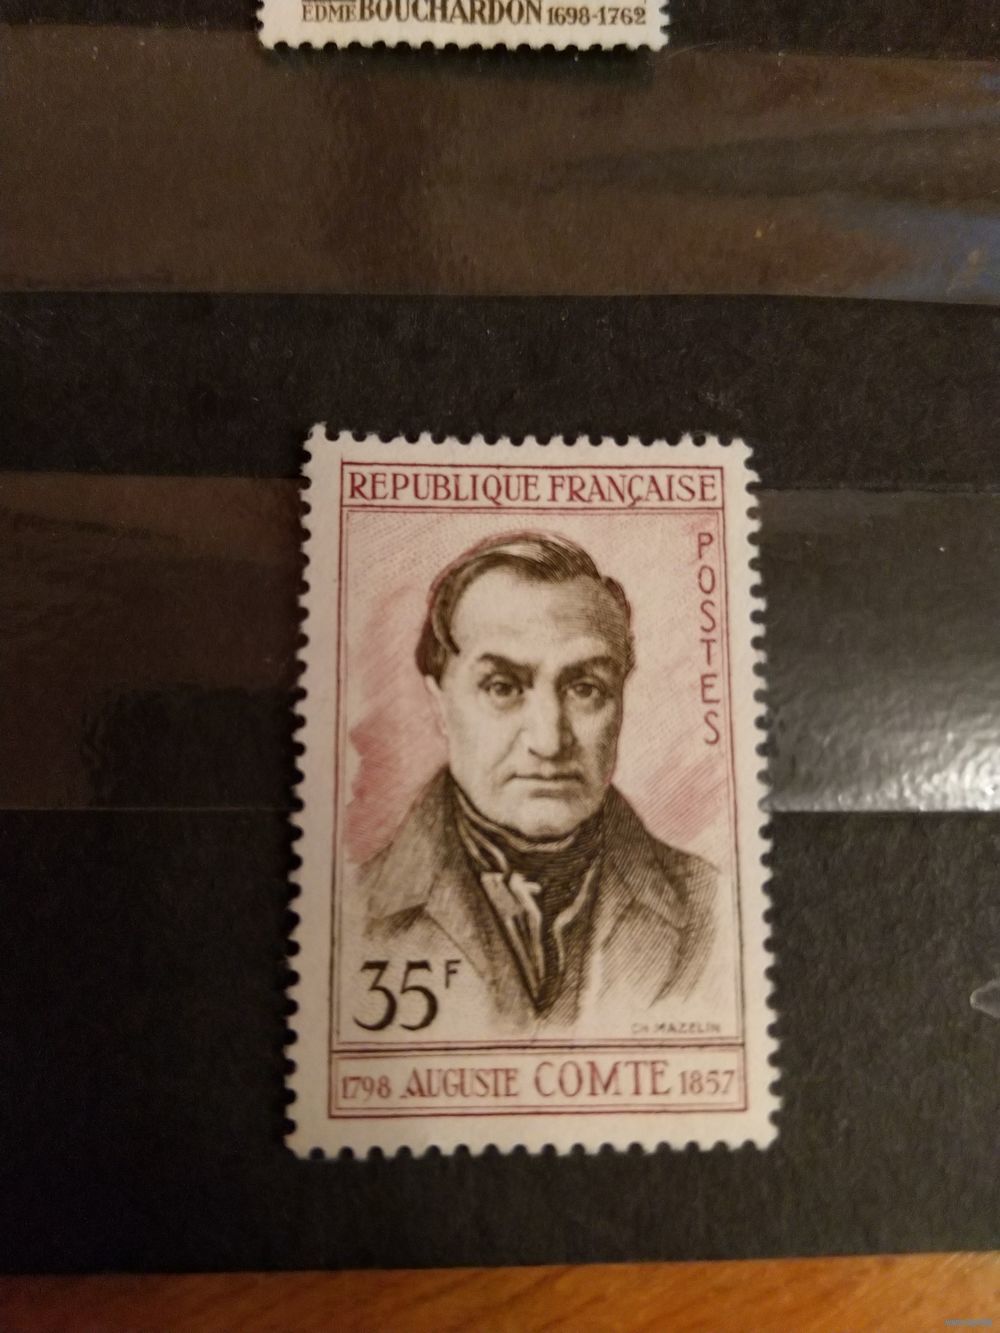 EDME BOUCHARDON 1698-1762
REPUBLIQUE FRANÇAISE
POSTES
35F
CH. MAZELIN
1798 AUGUSTE COMTE 1857